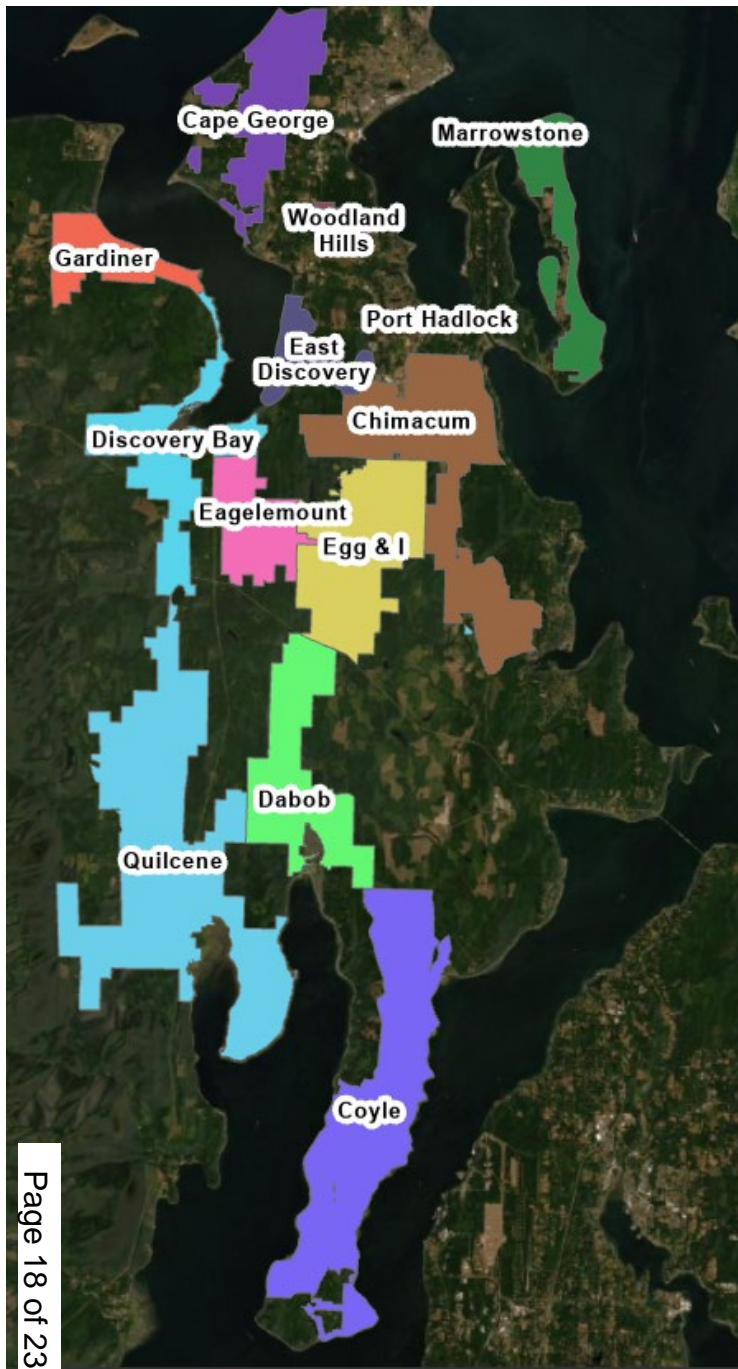 Cape George
Marrowstone
Woodland
Hills
Gardiner
Port Hadlock
East
Discovery
Chimacum
Discovery Bay
Eagelemount
Egg & I
Dabob
Quilcene
Coyle
Page 18 of 23